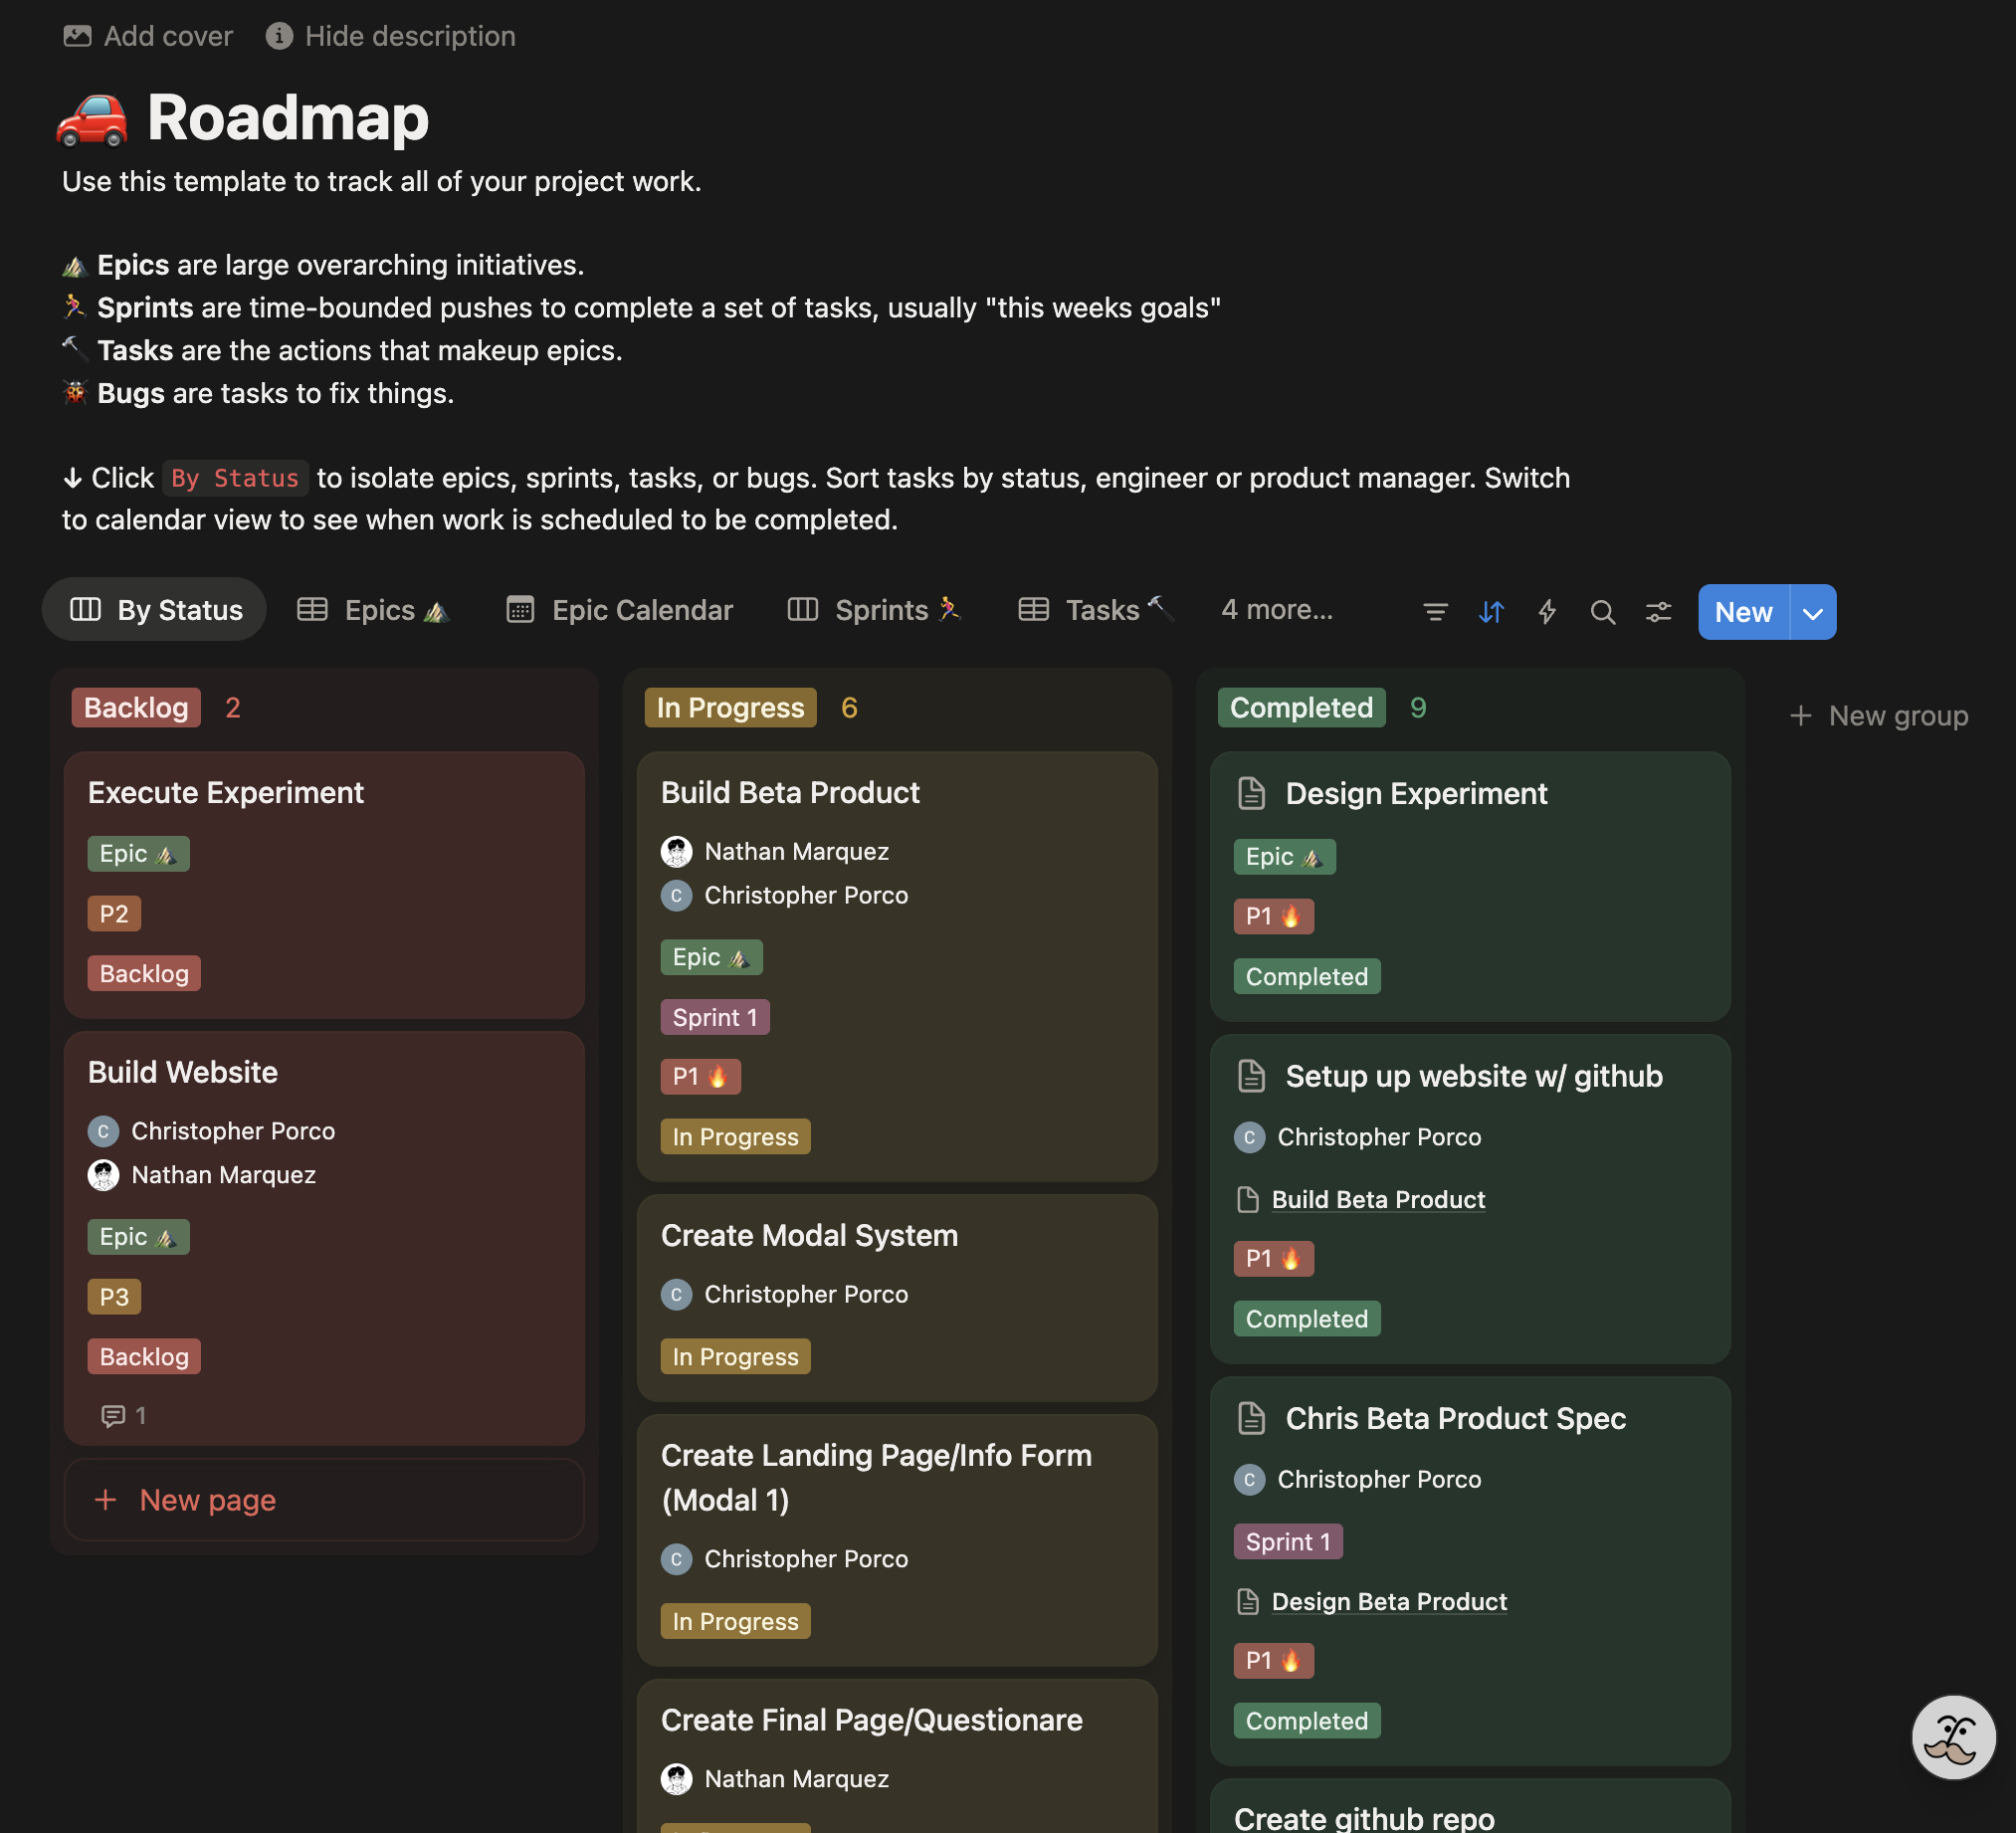 Add cover Hide description
Roadmap
Use this template to track all of your project work.
Epics are large overarching initiatives.
Sprints are time-bounded pushes to complete a set of tasks, usually "this weeks goals"
Tasks are the actions that makeup epics.
Bugs are tasks to fix things.
↓ Click By Status to isolate epics, sprints, tasks, or bugs. Sort tasks by status, engineer or product manager. Switch
to calendar view to see when work is scheduled to be completed.
By Status Epics Epic Calendar Sprints Tasks 4 more... New
Backlog 2
Execute Experiment
Epic
P2
Backlog
Build Website
C Christopher Porco
Nathan Marquez
Epic
P3
Backlog
1
+ New page
In Progress 6
Build Beta Product
Nathan Marquez
C Christopher Porco
Epic
Sprint 1
P1
In Progress
Create Modal System
C Christopher Porco
In Progress
Create Landing Page/Info Form
(Modal 1)
C Christopher Porco
In Progress
Create Final Page/Questionare
Nathan Marquez
Completed 9
Design Experiment
Epic
P1
Completed
Setup up website w/ github
C Christopher Porco
Build Beta Product
P1
Completed
Chris Beta Product Spec
C Christopher Porco
Sprint 1
Design Beta Product
P1
Completed
Create github repo
+ New group